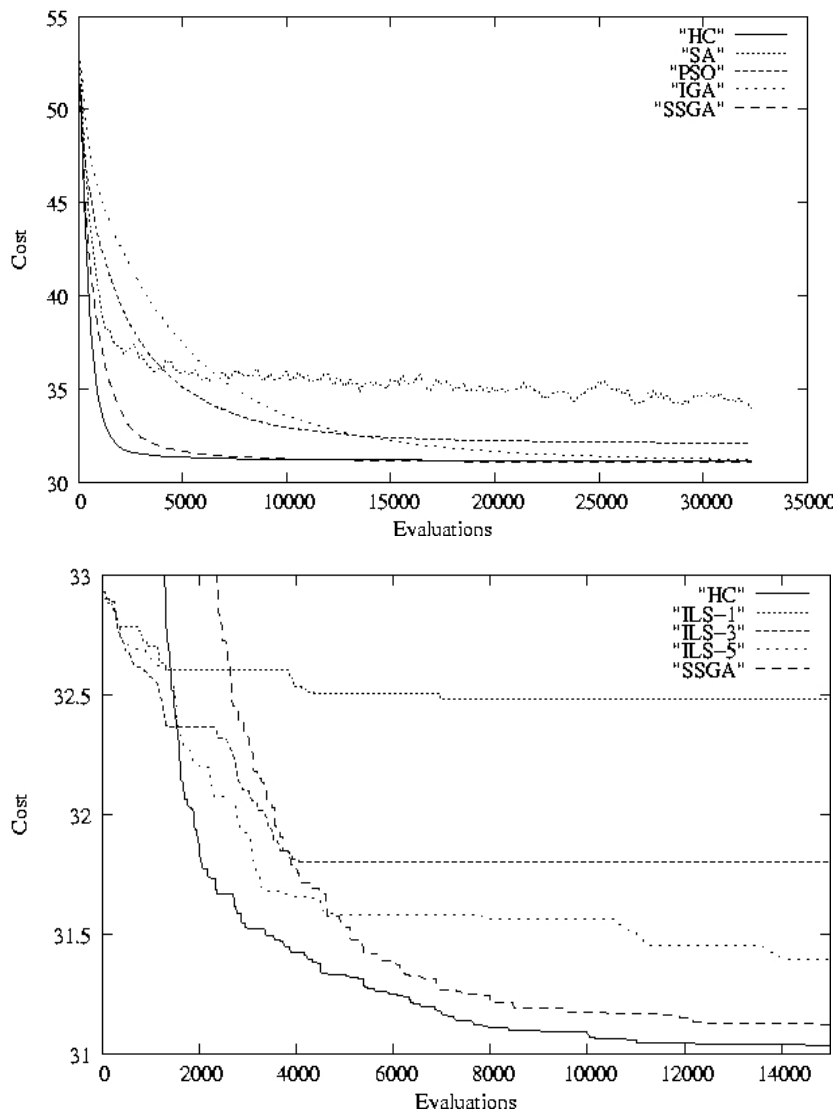 55
50
45
40
35
30
Cost
0
5000
10000
15000
20000
25000
30000
35000
Evaluations
"HC"
"SA"
"PSO"
"IGA"
"SSGA"
33
32.5
32
31.5
31
Cost
0
2000
4000
6000
8000
10000
12000
14000
Evaluations
"HC"
"ILS-1"
"ILS-3"
"ILS-5"
"SSGA"